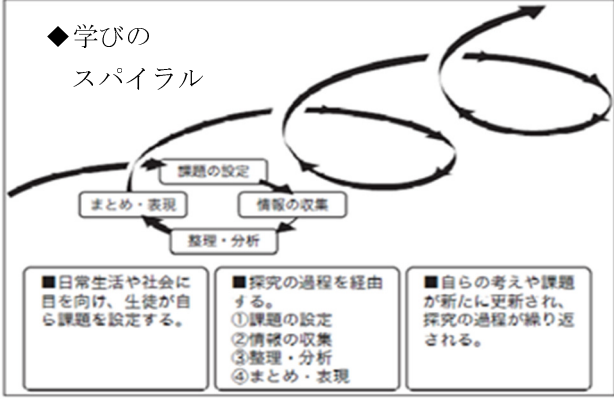 ◆学びの
スパイラル
課題の設定
まとめ・表現
情報の収集
整理・分析
■日常生活や社会に
目を向け、生徒が自
ら課題を設定する。
■探究の過程を経由
する。
①課題の設定
②情報の収集
③整理・分析
④まとめ・表現
■自らの考えや課題
が新たに更新され、
探究の過程が繰り返
される。